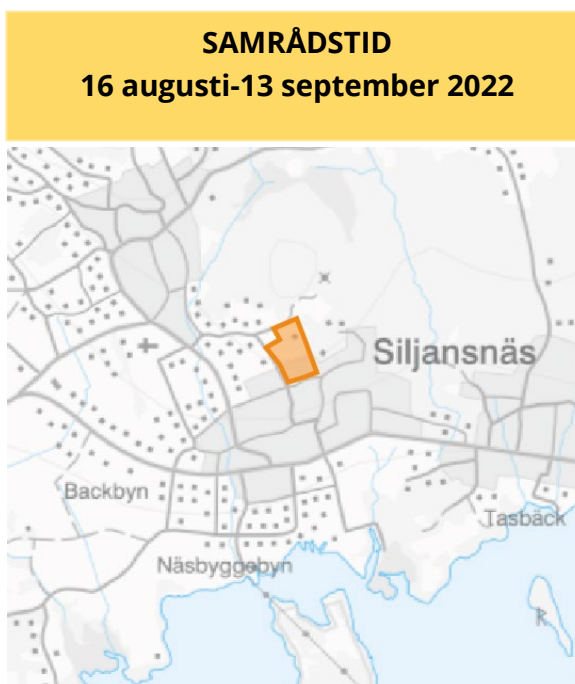 SAMRÅDSTID
16 augusti-13 september 2022
Siljansnäs
Backbyn
Tasbäck
Näsbyggebyn
R